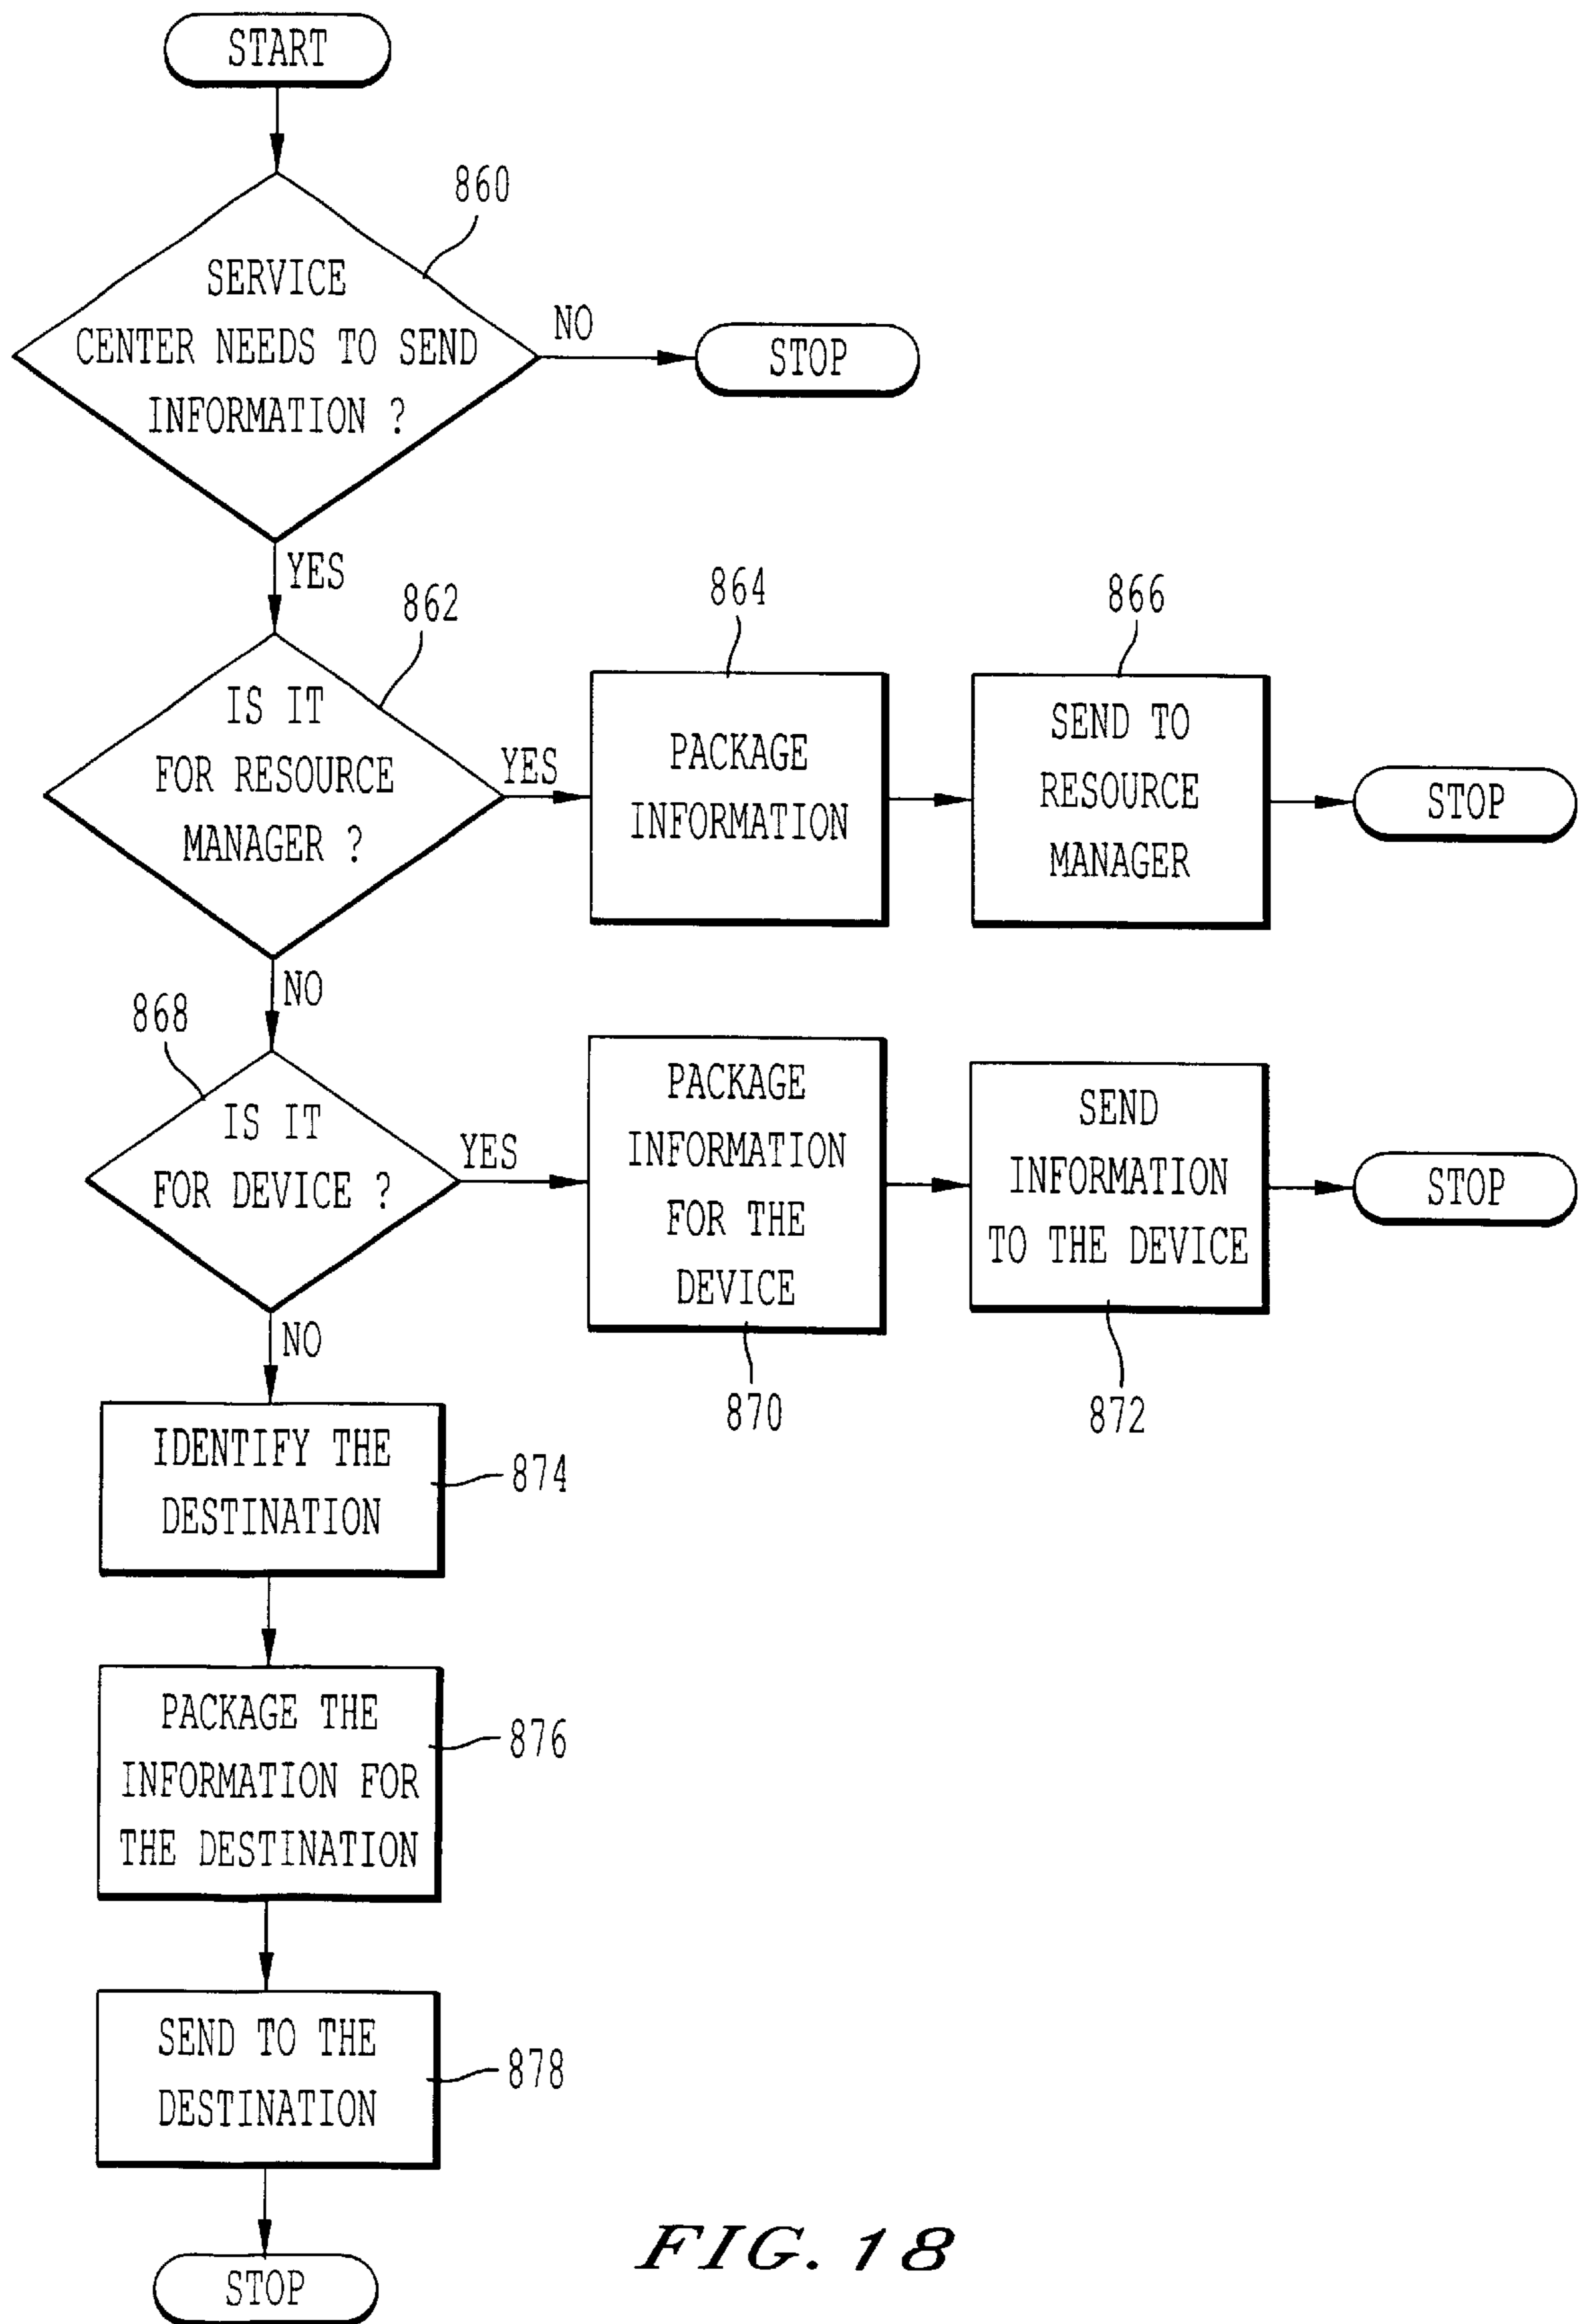 START
860
SERVICE
CENTER NEEDS TO SEND
INFORMATION ?
NO
STOP
YES
862
IS IT
FOR RESOURCE
MANAGER ?
YES
864
PACKAGE
INFORMATION
866
SEND TO
RESOURCE
MANAGER
STOP
NO
868
IS IT
FOR DEVICE ?
YES
PACKAGE
INFORMATION
FOR THE
DEVICE
870
SEND
INFORMATION
TO THE DEVICE
872
STOP
NO
IDENTIFY THE
DESTINATION
874
PACKAGE THE
INFORMATION FOR
THE DESTINATION
876
SEND TO THE
DESTINATION
878
STOP
FIG. 18